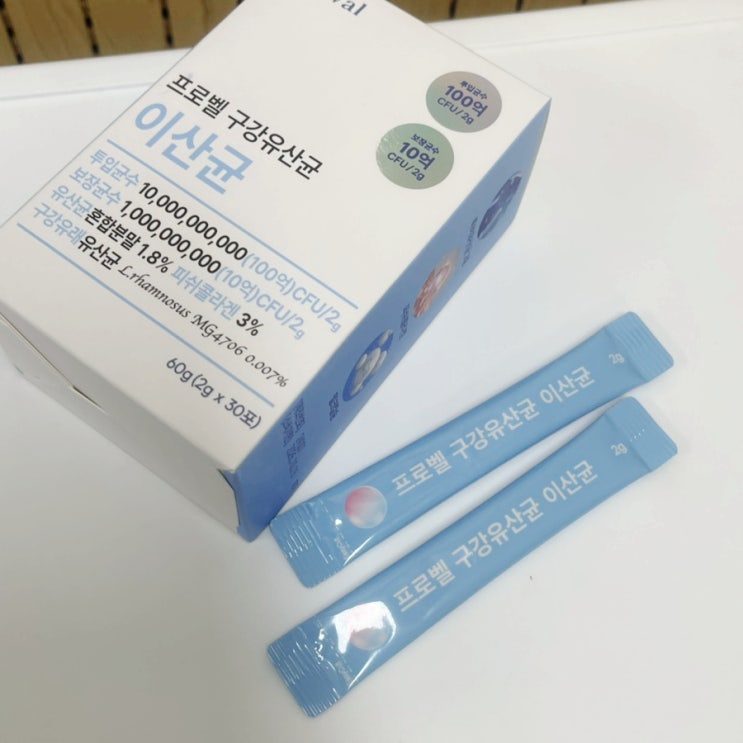 투입균수
100억
CFU/2g
보장균수
10억
CFU/2g
프로벨 구강유산균
이산균
투입균수 10,000,000,000(100억)CFU/2g
보장균수 1,000,000,000(10억)CFU/2g
유산균혼합분말 1.8% 피쉬콜라겐 3%
구강유래유산균 L.rhamnosus MG4706 0.007%
60g(2g x 30포)
프로벨 구강유산균 이산균
2g
프로벨 구강유산균 이산균
2g